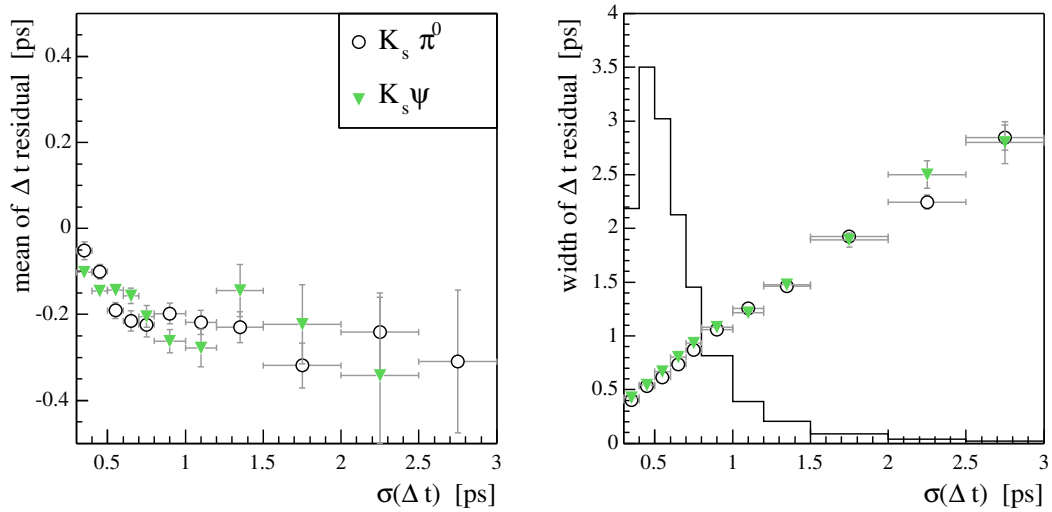 mean of Δ t residual [ps]
0.4
0.2
0
-0.2
-0.4
K_s π⁰
K_s ψ
0.5 1 1.5 2 2.5 3
σ(Δ t) [ps]
width of Δ t residual [ps]
4
3.5
3
2.5
2
1.5
1
0.5
0
0.5 1 1.5 2 2.5 3
σ(Δ t) [ps]